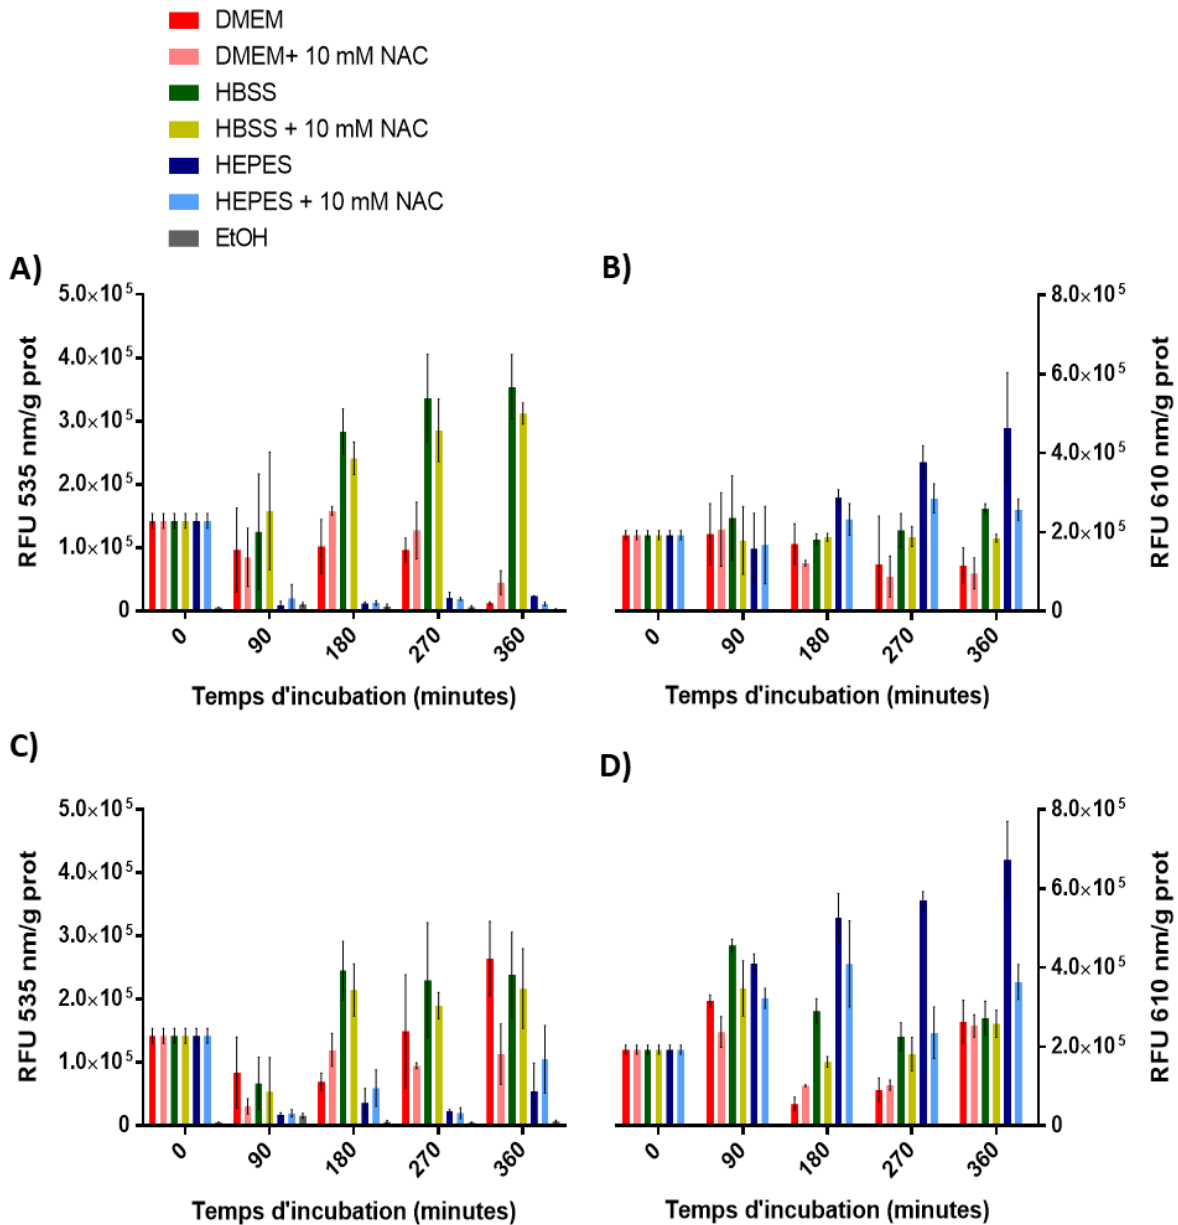 DMEM
DMEM+ 10 mM NAC
HBSS
HBSS + 10 mM NAC
HEPES
HEPES + 10 mM NAC
EtOH
A)
5.0×10⁵
4.0×10⁵
3.0×10⁵
2.0×10⁵
1.0×10⁵
0
RFU 535 nm/g prot
0
90
180
270
360
Temps d'incubation (minutes)
B)
8.0×10⁵
6.0×10⁵
4.0×10⁵
2.0×10⁵
0
RFU 610 nm/g prot
0
90
180
270
360
Temps d'incubation (minutes)
C)
5.0×10⁵
4.0×10⁵
3.0×10⁵
2.0×10⁵
1.0×10⁵
0
RFU 535 nm/g prot
0
90
180
270
360
Temps d'incubation (minutes)
D)
8.0×10⁵
6.0×10⁵
4.0×10⁵
2.0×10⁵
0
RFU 610 nm/g prot
0
90
180
270
360
Temps d'incubation (minutes)